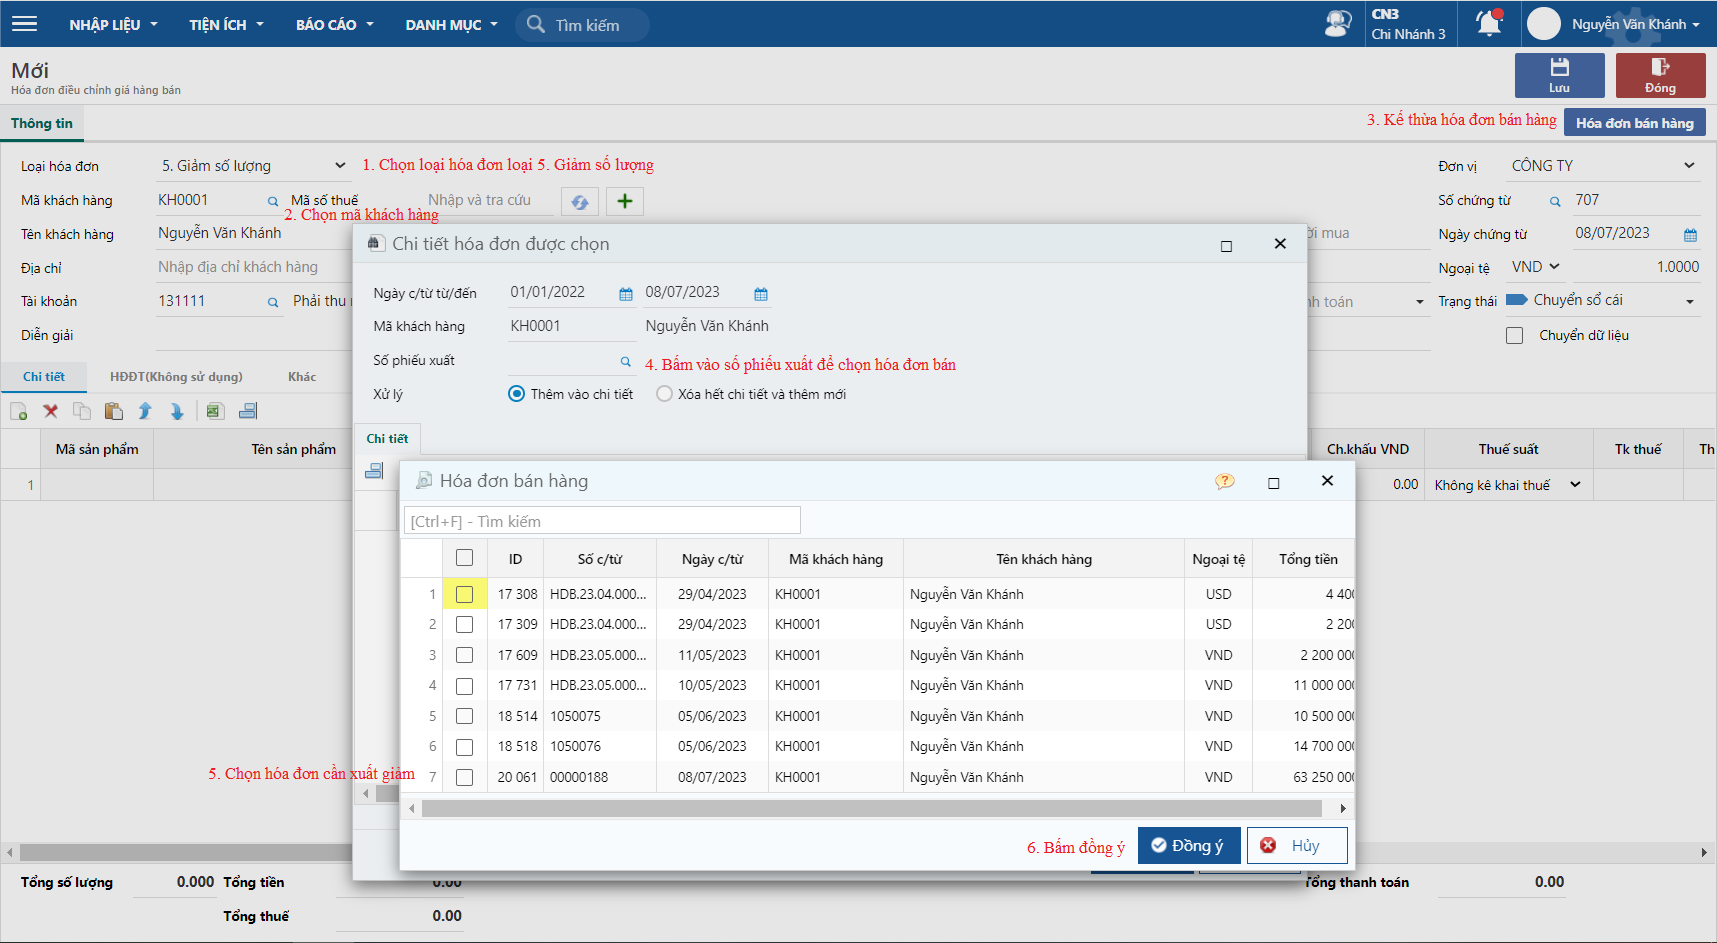 NHẬP LIỆU TIỆN ÍCH BÁO CÁO DANH MỤC Tìm kiếm CN3 Chi Nhánh 3 Nguyễn Văn Khánh
Mới
Hóa đơn điều chỉnh giá hàng bán
Lưu Đóng
Thông tin 3. Kế thừa hóa đơn bán hàng Hóa đơn bán hàng
Loại hóa đơn 5. Giảm số lượng 1. Chọn loại hóa đơn loại 5. Giảm số lượng Đơn vị CÔNG TY
Mã khách hàng KH0001 Mã số thuế Nhập và tra cứu Số chứng từ 707
2. Chọn mã khách hàng
Tên khách hàng Nguyễn Văn Khánh mua Ngày chứng từ 08/07/2023
Địa chỉ Nhập địa chỉ khách hàng Ngoại tệ VND 1.0000
Tài khoản 131111 Phải thu toán Trạng thái Chuyển sổ cái
Diễn giải Chuyển dữ liệu
Chi tiết HĐĐT(Không sử dụng) Khác
Mã sản phẩm Tên sản phẩm Ch.khấu VND Thuế suất Tk thuế Th
1 0.00 Không kê khai thuế
Chi tiết hóa đơn được chọn
Ngày c/từ từ/đến 01/01/2022 08/07/2023
Mã khách hàng KH0001 Nguyễn Văn Khánh
Số phiếu xuất 4. Bấm vào số phiếu xuất để chọn hóa đơn bán
Xử lý Thêm vào chi tiết Xóa hết chi tiết và thêm mới
Chi tiết
Hóa đơn bán hàng
[Ctrl+F] - Tìm kiếm
ID Số c/từ Ngày c/từ Mã khách hàng Tên khách hàng Ngoại tệ Tổng tiền
1 17 308 HDB.23.04.000... 29/04/2023 KH0001 Nguyễn Văn Khánh USD 4 400
2 17 309 HDB.23.04.000... 29/04/2023 KH0001 Nguyễn Văn Khánh USD 2 200
3 17 609 HDB.23.05.000... 11/05/2023 KH0001 Nguyễn Văn Khánh VND 2 200 000
4 17 731 HDB.23.05.000... 10/05/2023 KH0001 Nguyễn Văn Khánh VND 11 000 000
5 18 514 1050075 05/06/2023 KH0001 Nguyễn Văn Khánh VND 10 500 000
6 18 518 1050076 05/06/2023 KH0001 Nguyễn Văn Khánh VND 14 700 000
7 20 061 00000188 08/07/2023 KH0001 Nguyễn Văn Khánh VND 63 250 000
5. Chọn hóa đơn cần xuất giảm
6. Bấm đồng ý Đồng ý Hủy
Tổng số lượng 0.000 Tổng tiền 0.00 Tổng thanh toán 0.00
Tổng thuế 0.00